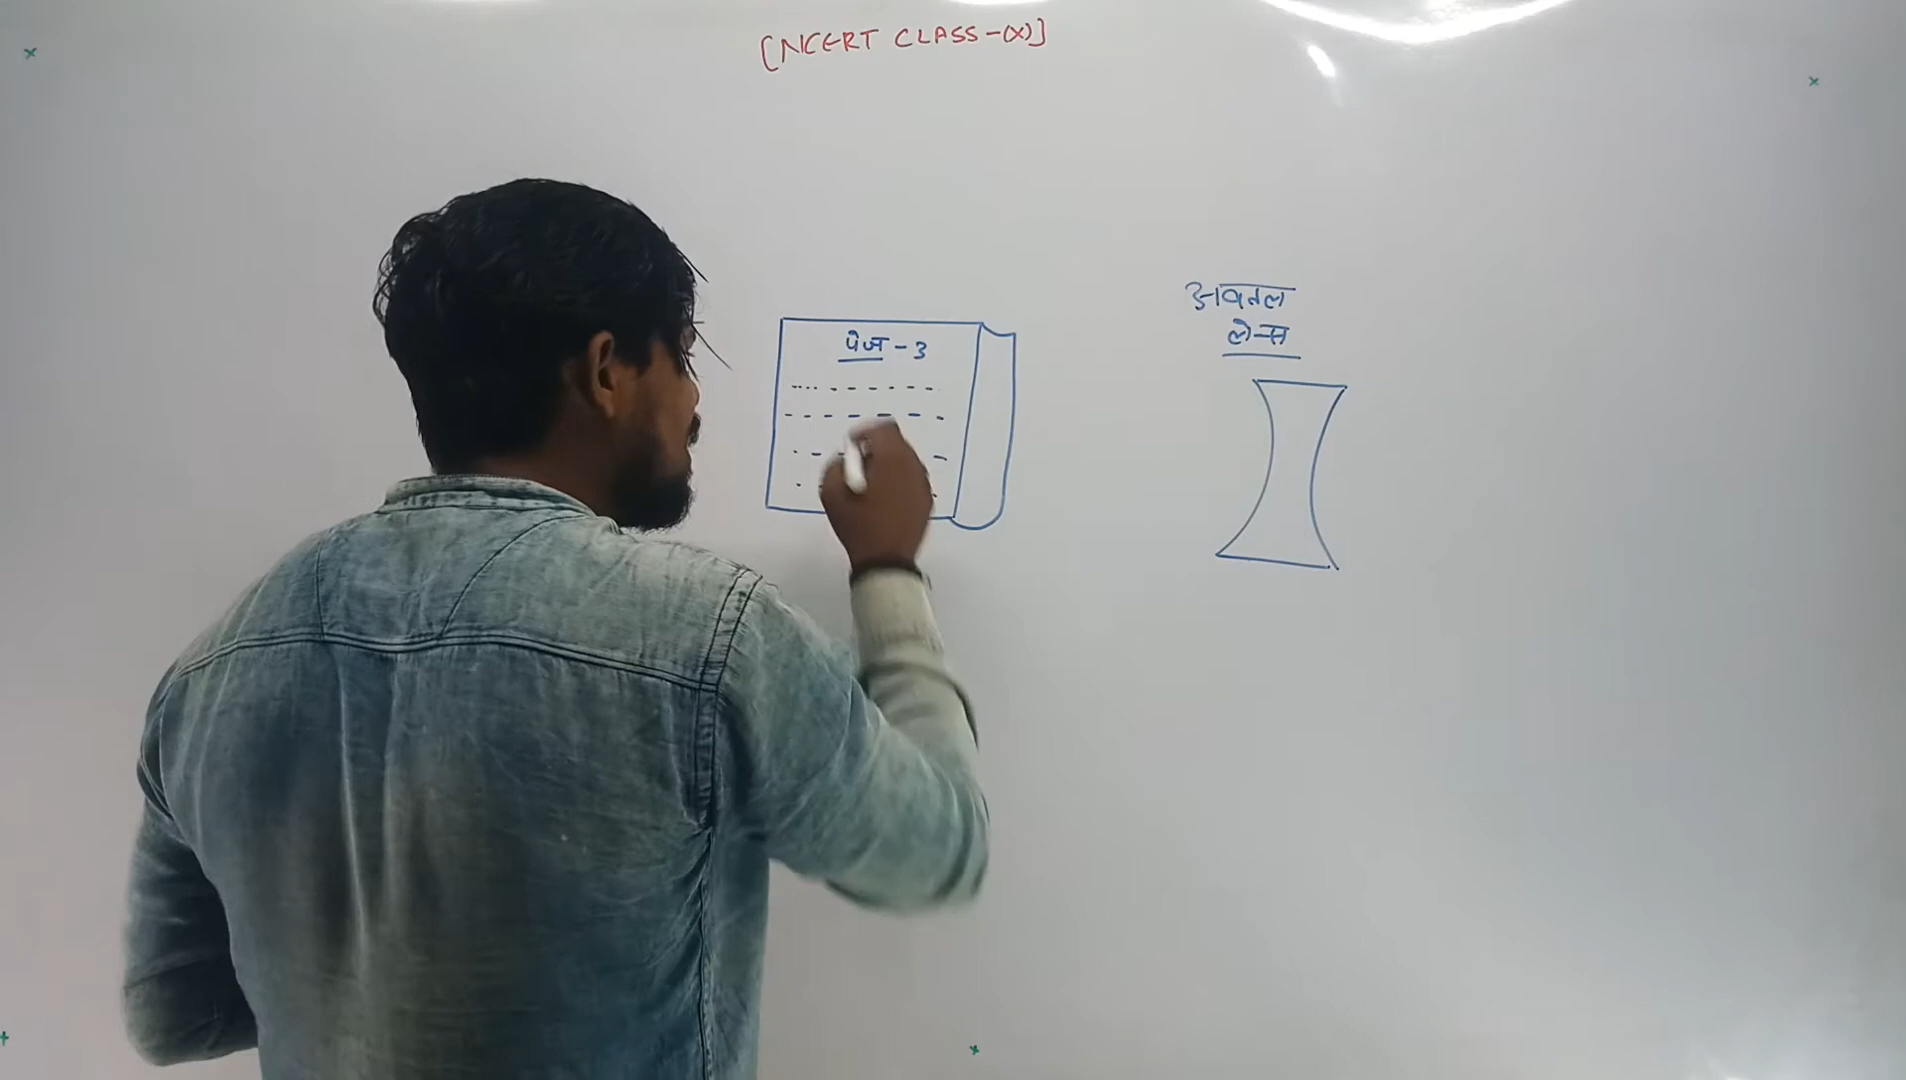 [NCERT CLASS-(X)]
पेज - 3
अवतल
लेन्स